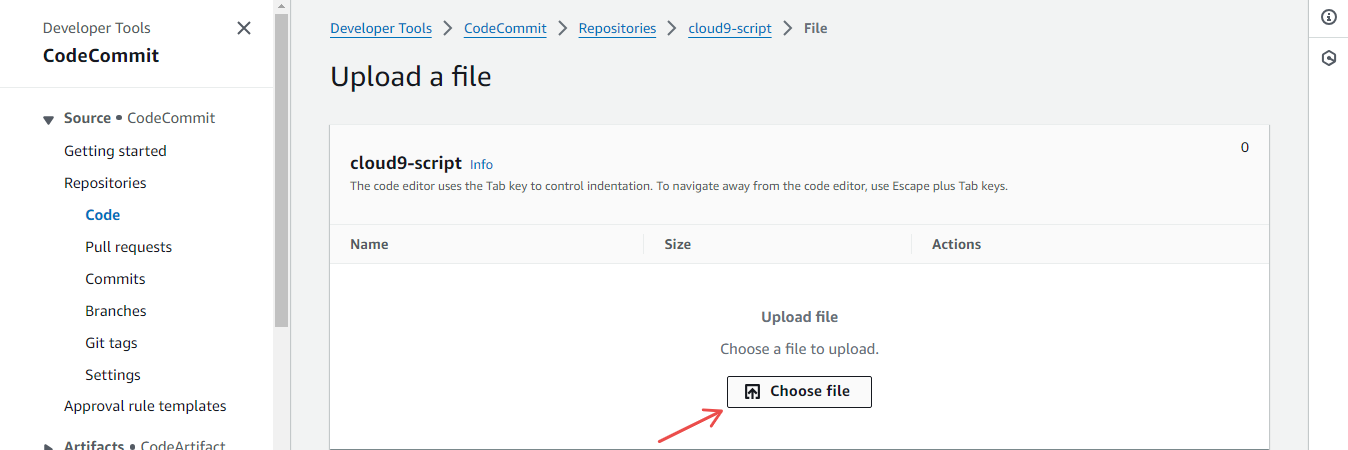 Developer Tools
CodeCommit
Source • CodeCommit
Getting started
Repositories
Code
Pull requests
Commits
Branches
Git tags
Settings
Approval rule templates
Artifacts • CodeArtifact
Developer Tools > CodeCommit > Repositories > cloud9-script > File
Upload a file
cloud9-script Info
0
The code editor uses the Tab key to control indentation. To navigate away from the code editor, use Escape plus Tab keys.
Name Size Actions
Upload file
Choose a file to upload.
Choose file